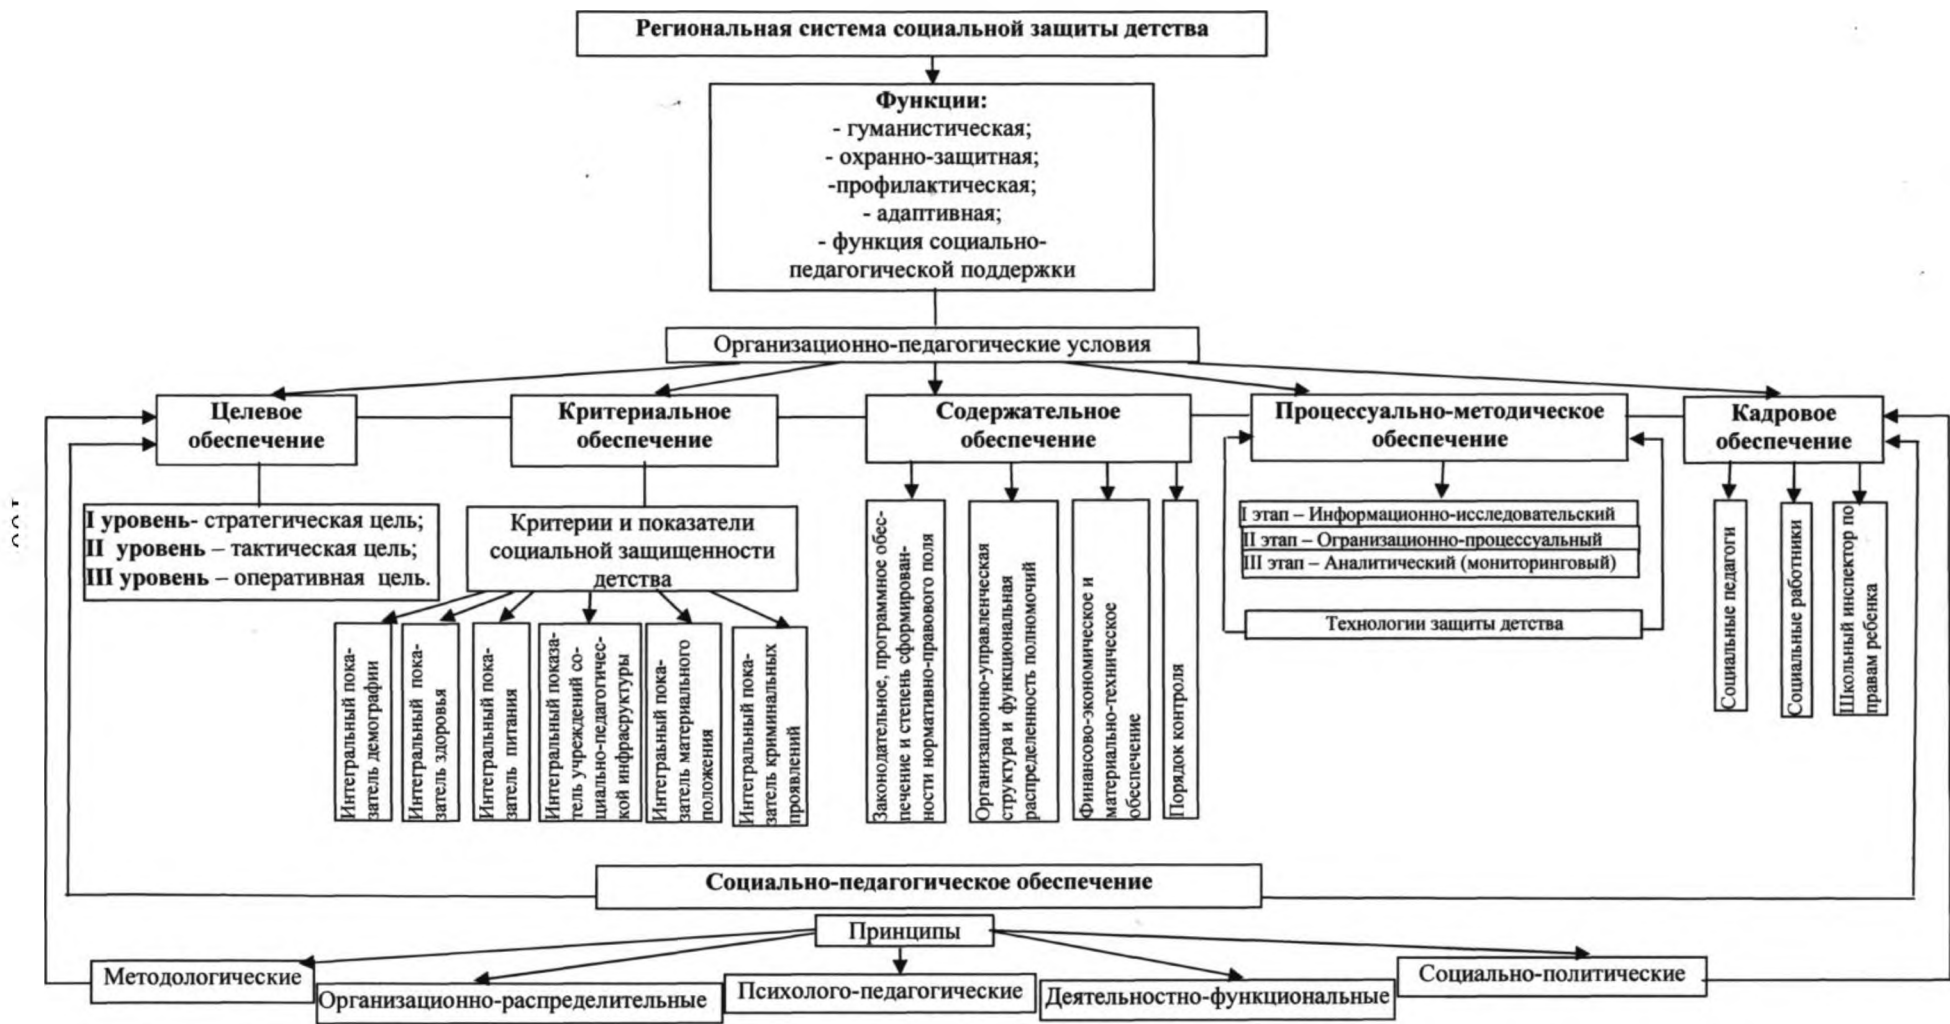 Региональная система социальной защиты детства
Функции:
- гуманистическая;
- охранно-защитная;
-профилактическая;
- адаптивная;
- функция социально-
педагогической поддержки
Организационно-педагогические условия
Целевое
обеспечение
Критериальное
обеспечение
Содержательное
обеспечение
Процессуально-методическое
обеспечение
Кадровое
обеспечение
I уровень- стратегическая цель;
II уровень – тактическая цель;
III уровень – оперативная цель.
Критерии и показатели
социальной защищенности
детства
Интегральный пока-
затель демографии
Интегральный пока-
затель здоровья
Интегральный пока-
затель питания
Интегральный показа-
тель учреждений со-
циально-педагогичес-
кой инфрасруктуры
Интеграьный пока-
затель материального
положения
Интегральный пока-
затель криминальных
проявлений
Законодательное, программное обес-
печение и степень сформирован-
ности нормативно-правового поля
Организационно-управленческая
структура и функциональная
распределенность полномочий
Финансово-экономическое и
материально-техническое
обеспечение
Порядок контроля
I этап – Информационно-исследовательский
II этап – Огранизационно-процессуальный
III этап – Аналитический (мониторинговый)
Технологии защиты детства
Социальные педагоги
Социальные работники
Школьный инспектор по
правам ребенка
Социально-педагогическое обеспечение
Принципы
Методологические
Организационно-распределительные
Психолого-педагогические
Деятельностно-функциональные
Социально-политические